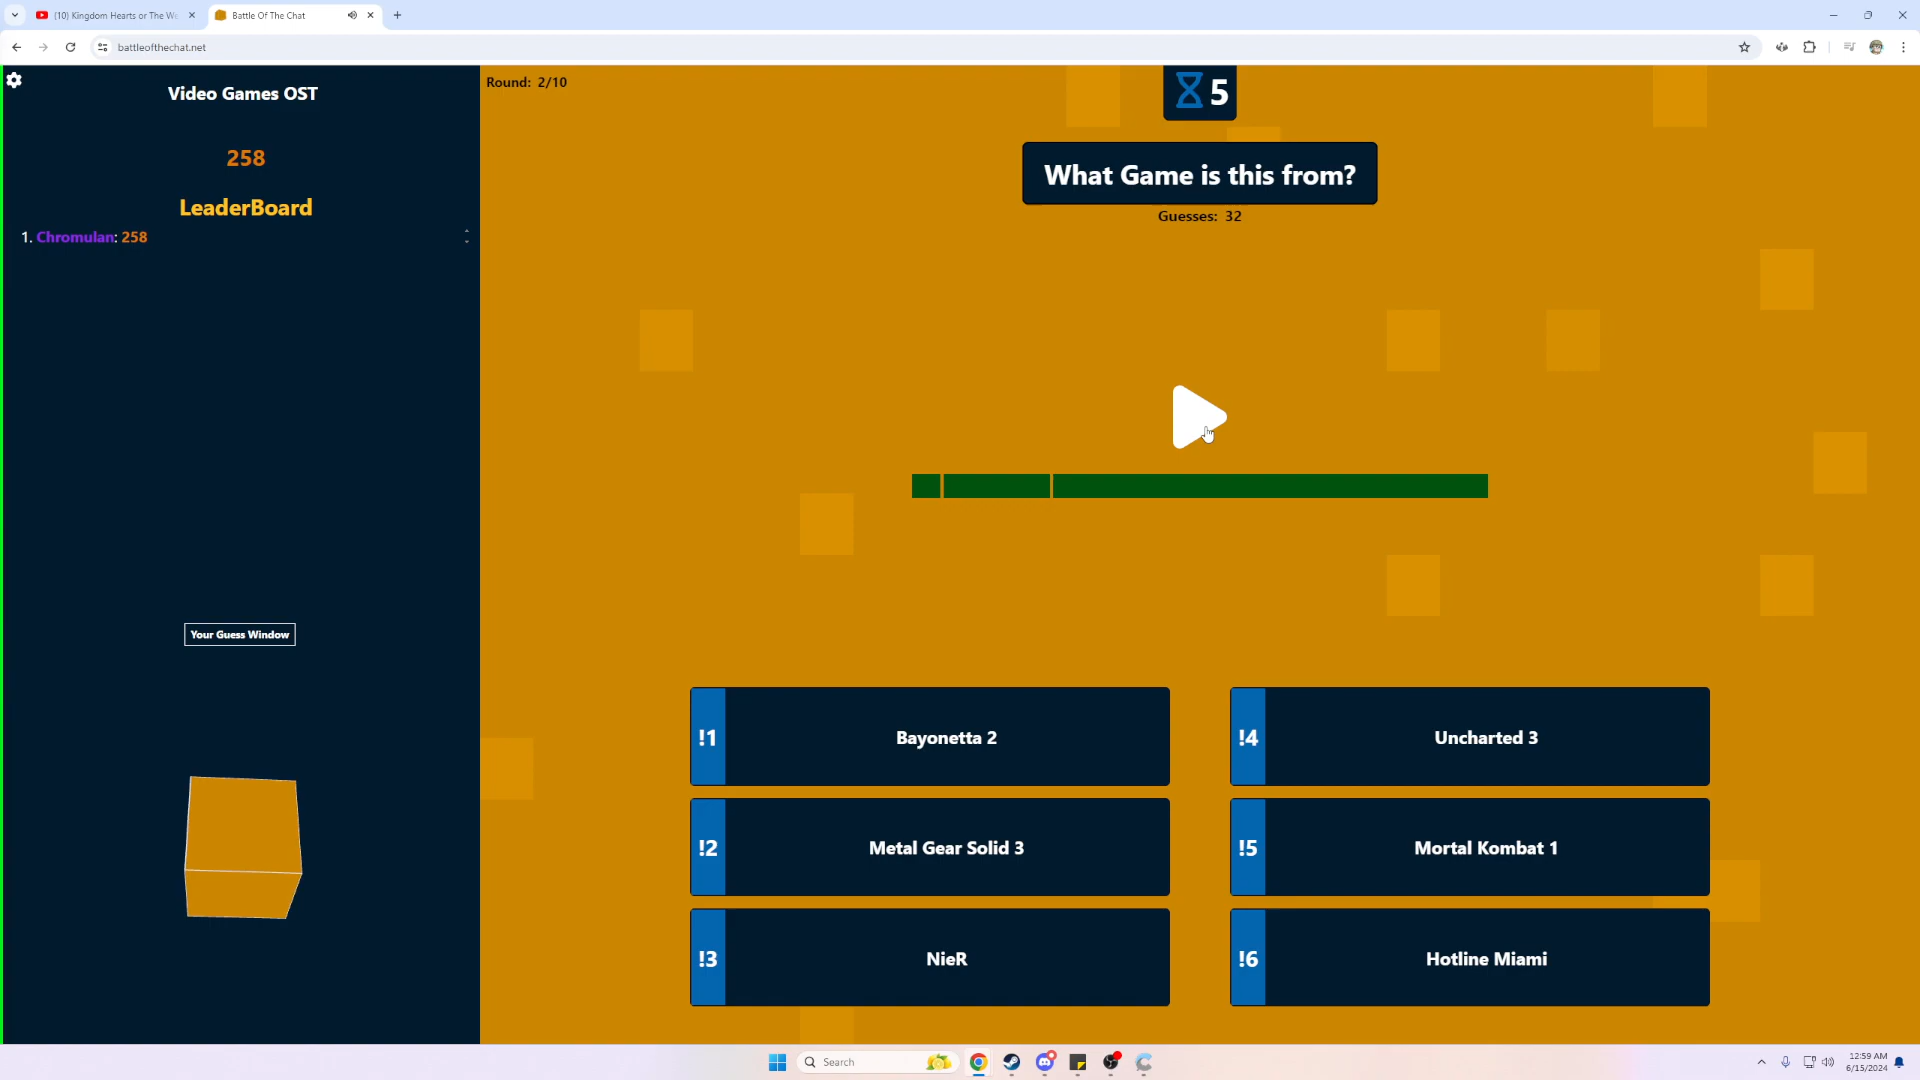 (10) Kingdom Hearts or The We
Battle Of The Chat
battleofthechat.net
Video Games OST
258
LeaderBoard
1. Chromulan: 258
Your Guess Window
Round: 2/10
5
What Game is this from?
Guesses: 32
!1 Bayonetta 2
!4 Uncharted 3
!2 Metal Gear Solid 3
!5 Mortal Kombat 1
!3 NieR
!6 Hotline Miami
Search
12:59 AM
6/15/2024